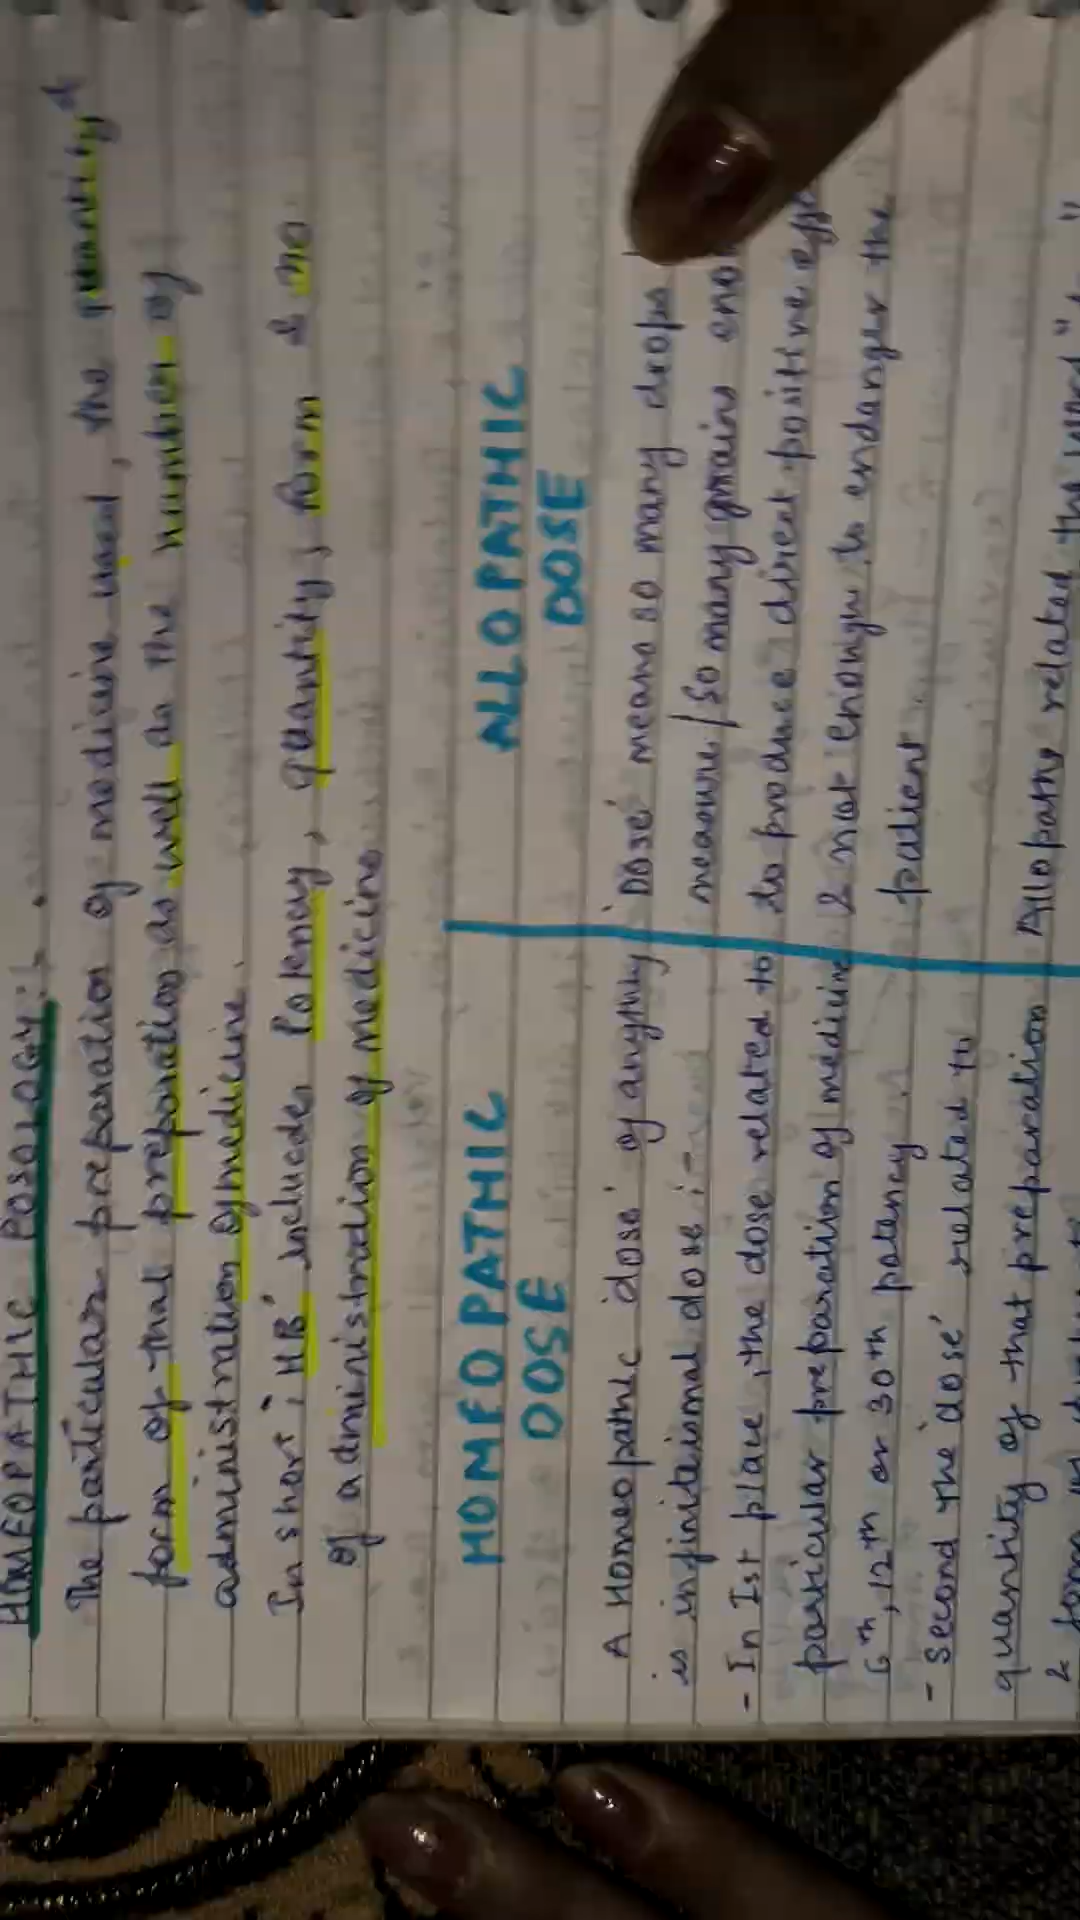 HOMEOPATHIC POSOLOGY:-
The particular preparation of medicine used, the quantity &
form of that preparation as well as the number of
administration of medicine.
In short, 'HP' includes Potency, quantity, form & no.
of administration of medicine
HOMEOPATHIC DOSE
ALLOPATHIC DOSE
A Homeopathic 'dose' of anything
is infinitesimal dose :-
- In Ist place, the dose related to
particular preparation of medicine
6th, 12th or 30th potency
- Second the 'dose' related to
quantity of that preparation
'Dose' means so many drops
measure / so many grains
to produce direct positive
& not enough to endanger the
patient
Allopaths related the word "